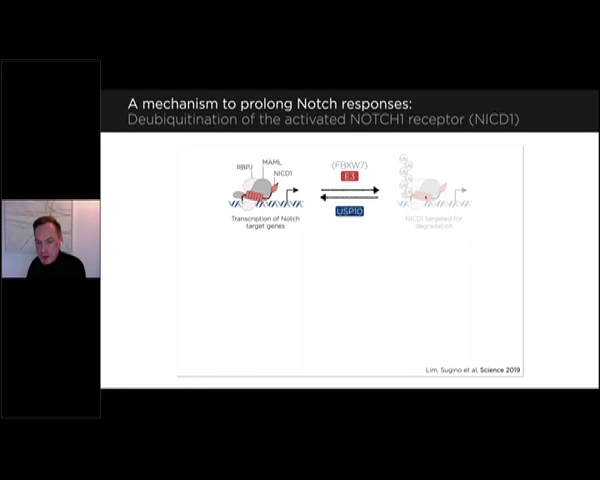 A mechanism to prolong Notch responses:
Deubiquitination of the activated NOTCH1 receptor (NICD1)
RBPJ
MAML
NICD1
(FBXW7)
E3
USP10
Transcription of Notch
target genes
NICD1 targeted for
degradation
Lim, Sugino et al, Science 2019